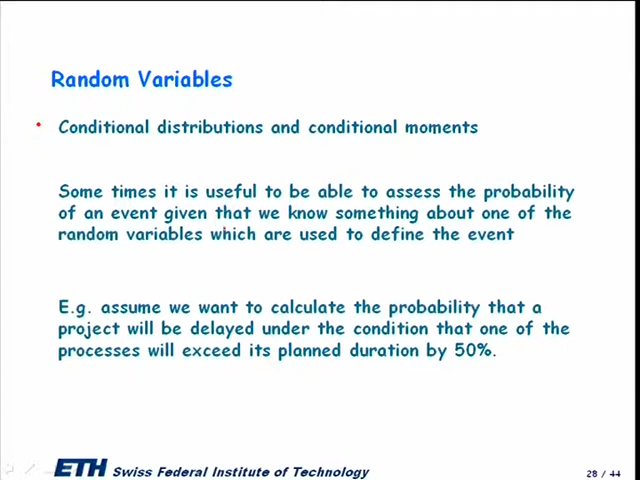 Random Variables
• Conditional distributions and conditional moments
Some times it is useful to be able to assess the probability
of an event given that we know something about one of the
random variables which are used to define the event
E.g. assume we want to calculate the probability that a
project will be delayed under the condition that one of the
processes will exceed its planned duration by 50%.
ETH Swiss Federal Institute of Technology
28 / 44